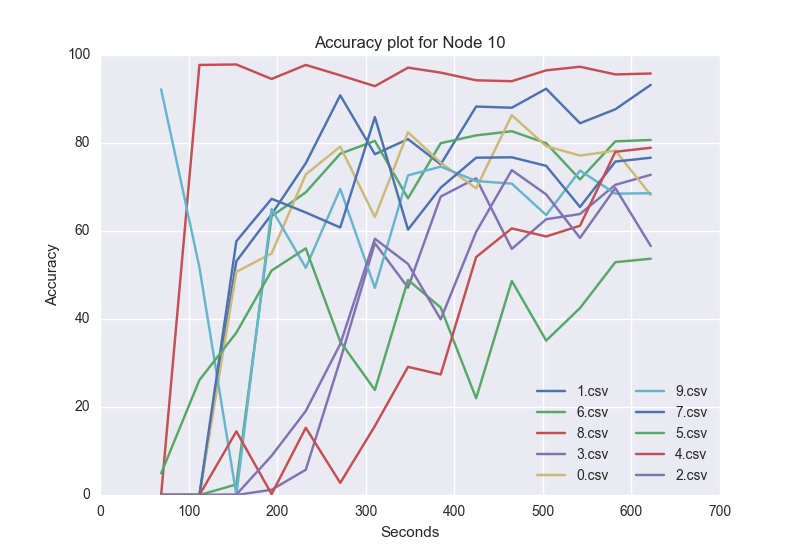 Accuracy plot for Node 10
100
80
60
40
20
0
Accuracy
0 100 200 300 400 500 600 700
Seconds
1.csv 9.csv
6.csv 7.csv
8.csv 5.csv
3.csv 4.csv
0.csv 2.csv